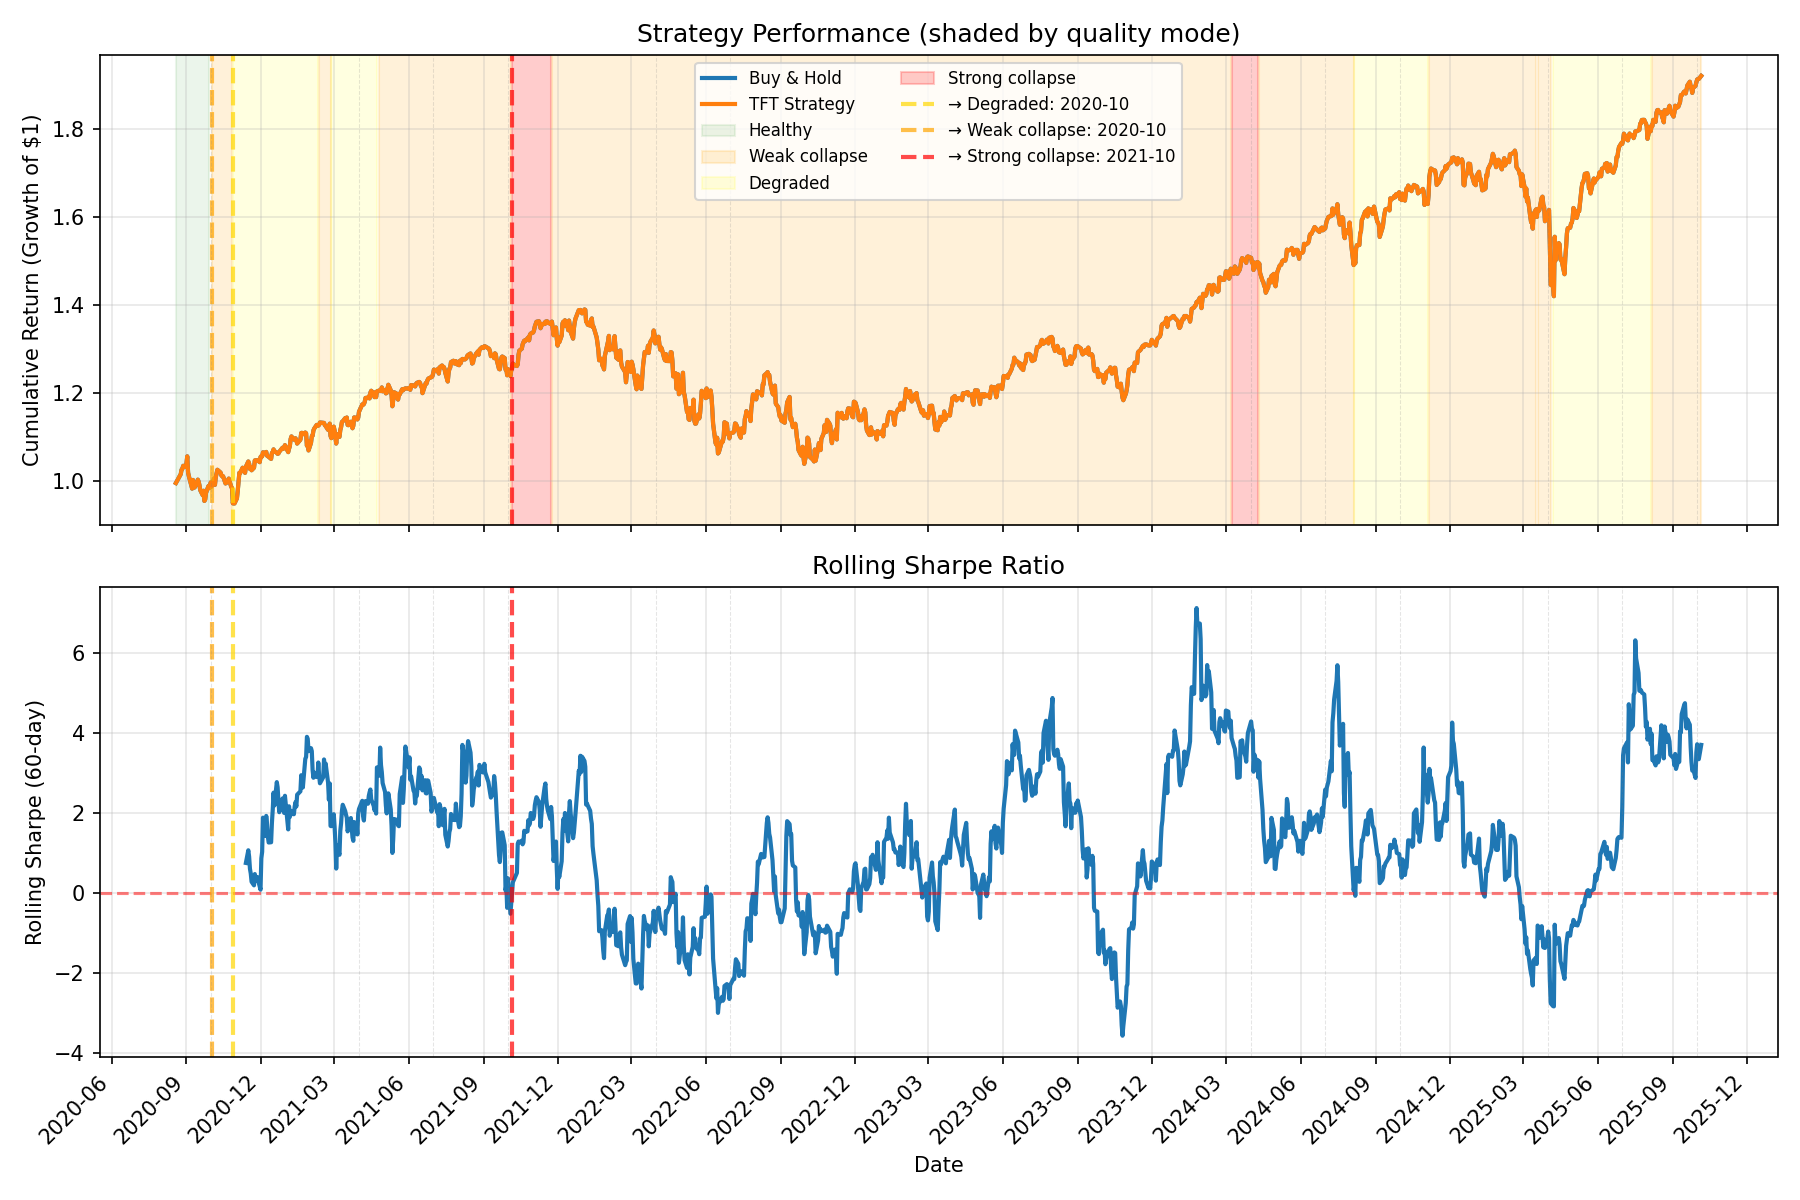 Strategy Performance (shaded by quality mode)
Cumulative Return (Growth of $1)
1.8
1.6
1.4
1.2
1.0
Buy & Hold
TFT Strategy
Healthy
Weak collapse
Degraded
Strong collapse
→ Degraded: 2020-10
→ Weak collapse: 2020-10
→ Strong collapse: 2021-10
Rolling Sharpe Ratio
Rolling Sharpe (60-day)
6
4
2
0
−2
−4
2020-06
2020-09
2020-12
2021-03
2021-06
2021-09
2021-12
2022-03
2022-06
2022-09
2022-12
2023-03
2023-06
2023-09
2023-12
2024-03
2024-06
2024-09
2024-12
2025-03
2025-06
2025-09
2025-12
Date